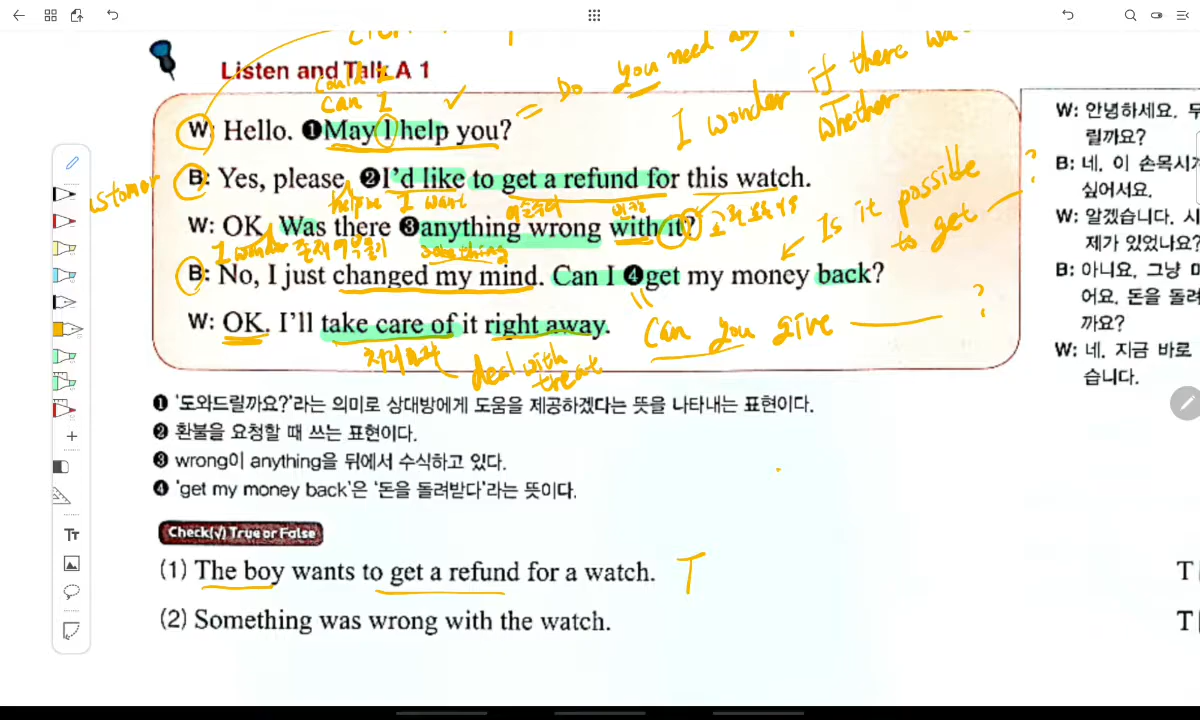 Listen and Talk A 1
could I
can I
= Do you need any
I wonder if there wa
whether
W: Hello. ❶May I help you?
B: Yes, please. ❷I'd like to get a refund for this watch.
helpme I want
W: OK. Was there ❸anything wrong with it?
I wonder
something
Is it possible
to get ?
B: No, I just changed my mind. Can I ❹get my money back?
W: OK. I'll take care of it right away.
Can you give ?
deal with
treat
❶ '도와드릴까요?'라는 의미로 상대방에게 도움을 제공하겠다는 뜻을 나타내는 표현이다.
❷ 환불을 요청할 때 쓰는 표현이다.
❸ wrong이 anything을 뒤에서 수식하고 있다.
❹ 'get my money back'은 '돈을 돌려받다'라는 뜻이다.
Check(√) True or False
(1) The boy wants to get a refund for a watch. T
(2) Something was wrong with the watch.
W: 안녕하세요. 무
릴까요?
B: 네. 이 손목시계
싶어서요.
W: 알겠습니다. 시
제가 있었나요?
B: 아니요, 그냥 마
어요. 돈을 돌려
까요?
W: 네. 지금 바로
습니다.
T
T
Tт